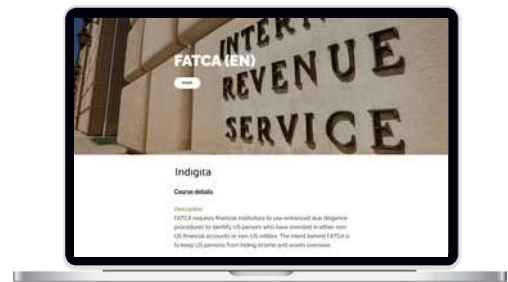 INTERNAL
FATCA (EN)
REVENUE
START
SERVICE
Indigita
Course details
Description
FATCA requires financial institutions to use enhanced due diligence
procedures to identify US persons who have invested in either non-
US financial accounts or non-US entities. The intent behind FATCA is
to keep US persons from hiding income and assets overseas.